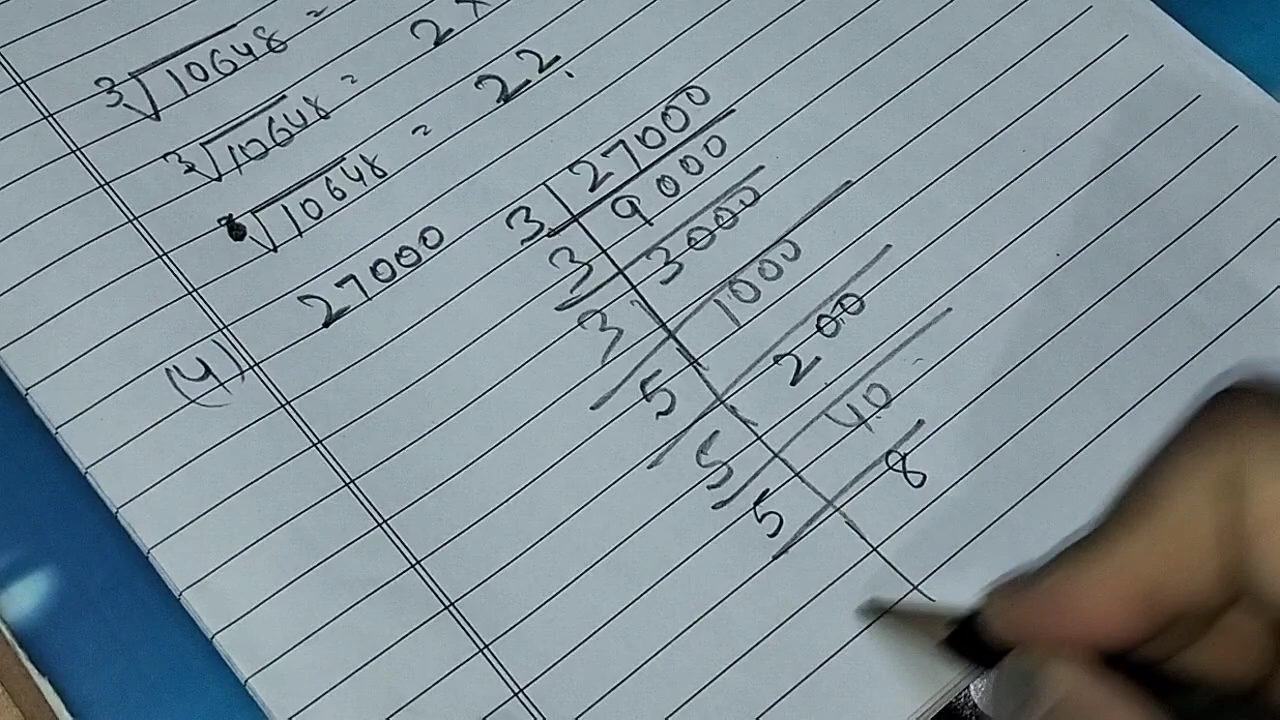 3√10648 =
3√10648 = 2 ×
3√10648 = 22.
(4) 27000
3 | 27000
3 | 9000
3 | 3000
5 | 1000
5 | 200
5 | 40
8